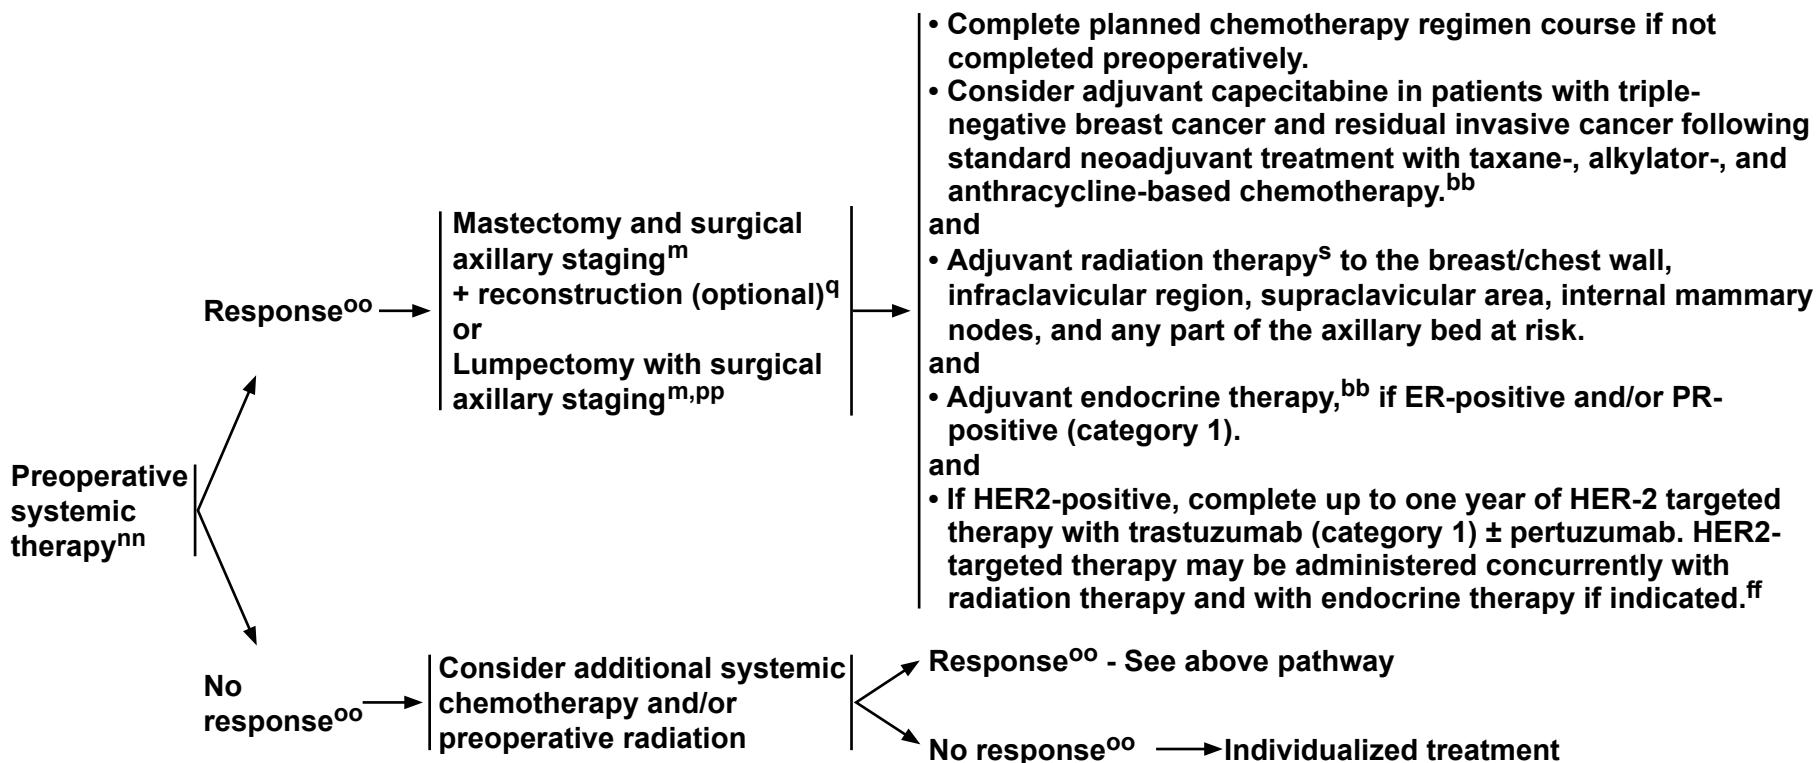 Preoperative
systemic
therapynn
Responseoo
Mastectomy and surgical
axillary stagingm
+ reconstruction (optional)q
or
Lumpectomy with surgical
axillary stagingm,pp
• Complete planned chemotherapy regimen course if not
completed preoperatively.
• Consider adjuvant capecitabine in patients with triple-
negative breast cancer and residual invasive cancer following
standard neoadjuvant treatment with taxane-, alkylator-, and
anthracycline-based chemotherapy.bb
and
• Adjuvant radiation therapys to the breast/chest wall,
infraclavicular region, supraclavicular area, internal mammary
nodes, and any part of the axillary bed at risk.
and
• Adjuvant endocrine therapy,bb if ER-positive and/or PR-
positive (category 1).
and
• If HER2-positive, complete up to one year of HER-2 targeted
therapy with trastuzumab (category 1) ± pertuzumab. HER2-
targeted therapy may be administered concurrently with
radiation therapy and with endocrine therapy if indicated.ff
No
responseoo
Consider additional systemic
chemotherapy and/or
preoperative radiation
Responseoo - See above pathway
No responseoo
Individualized treatment